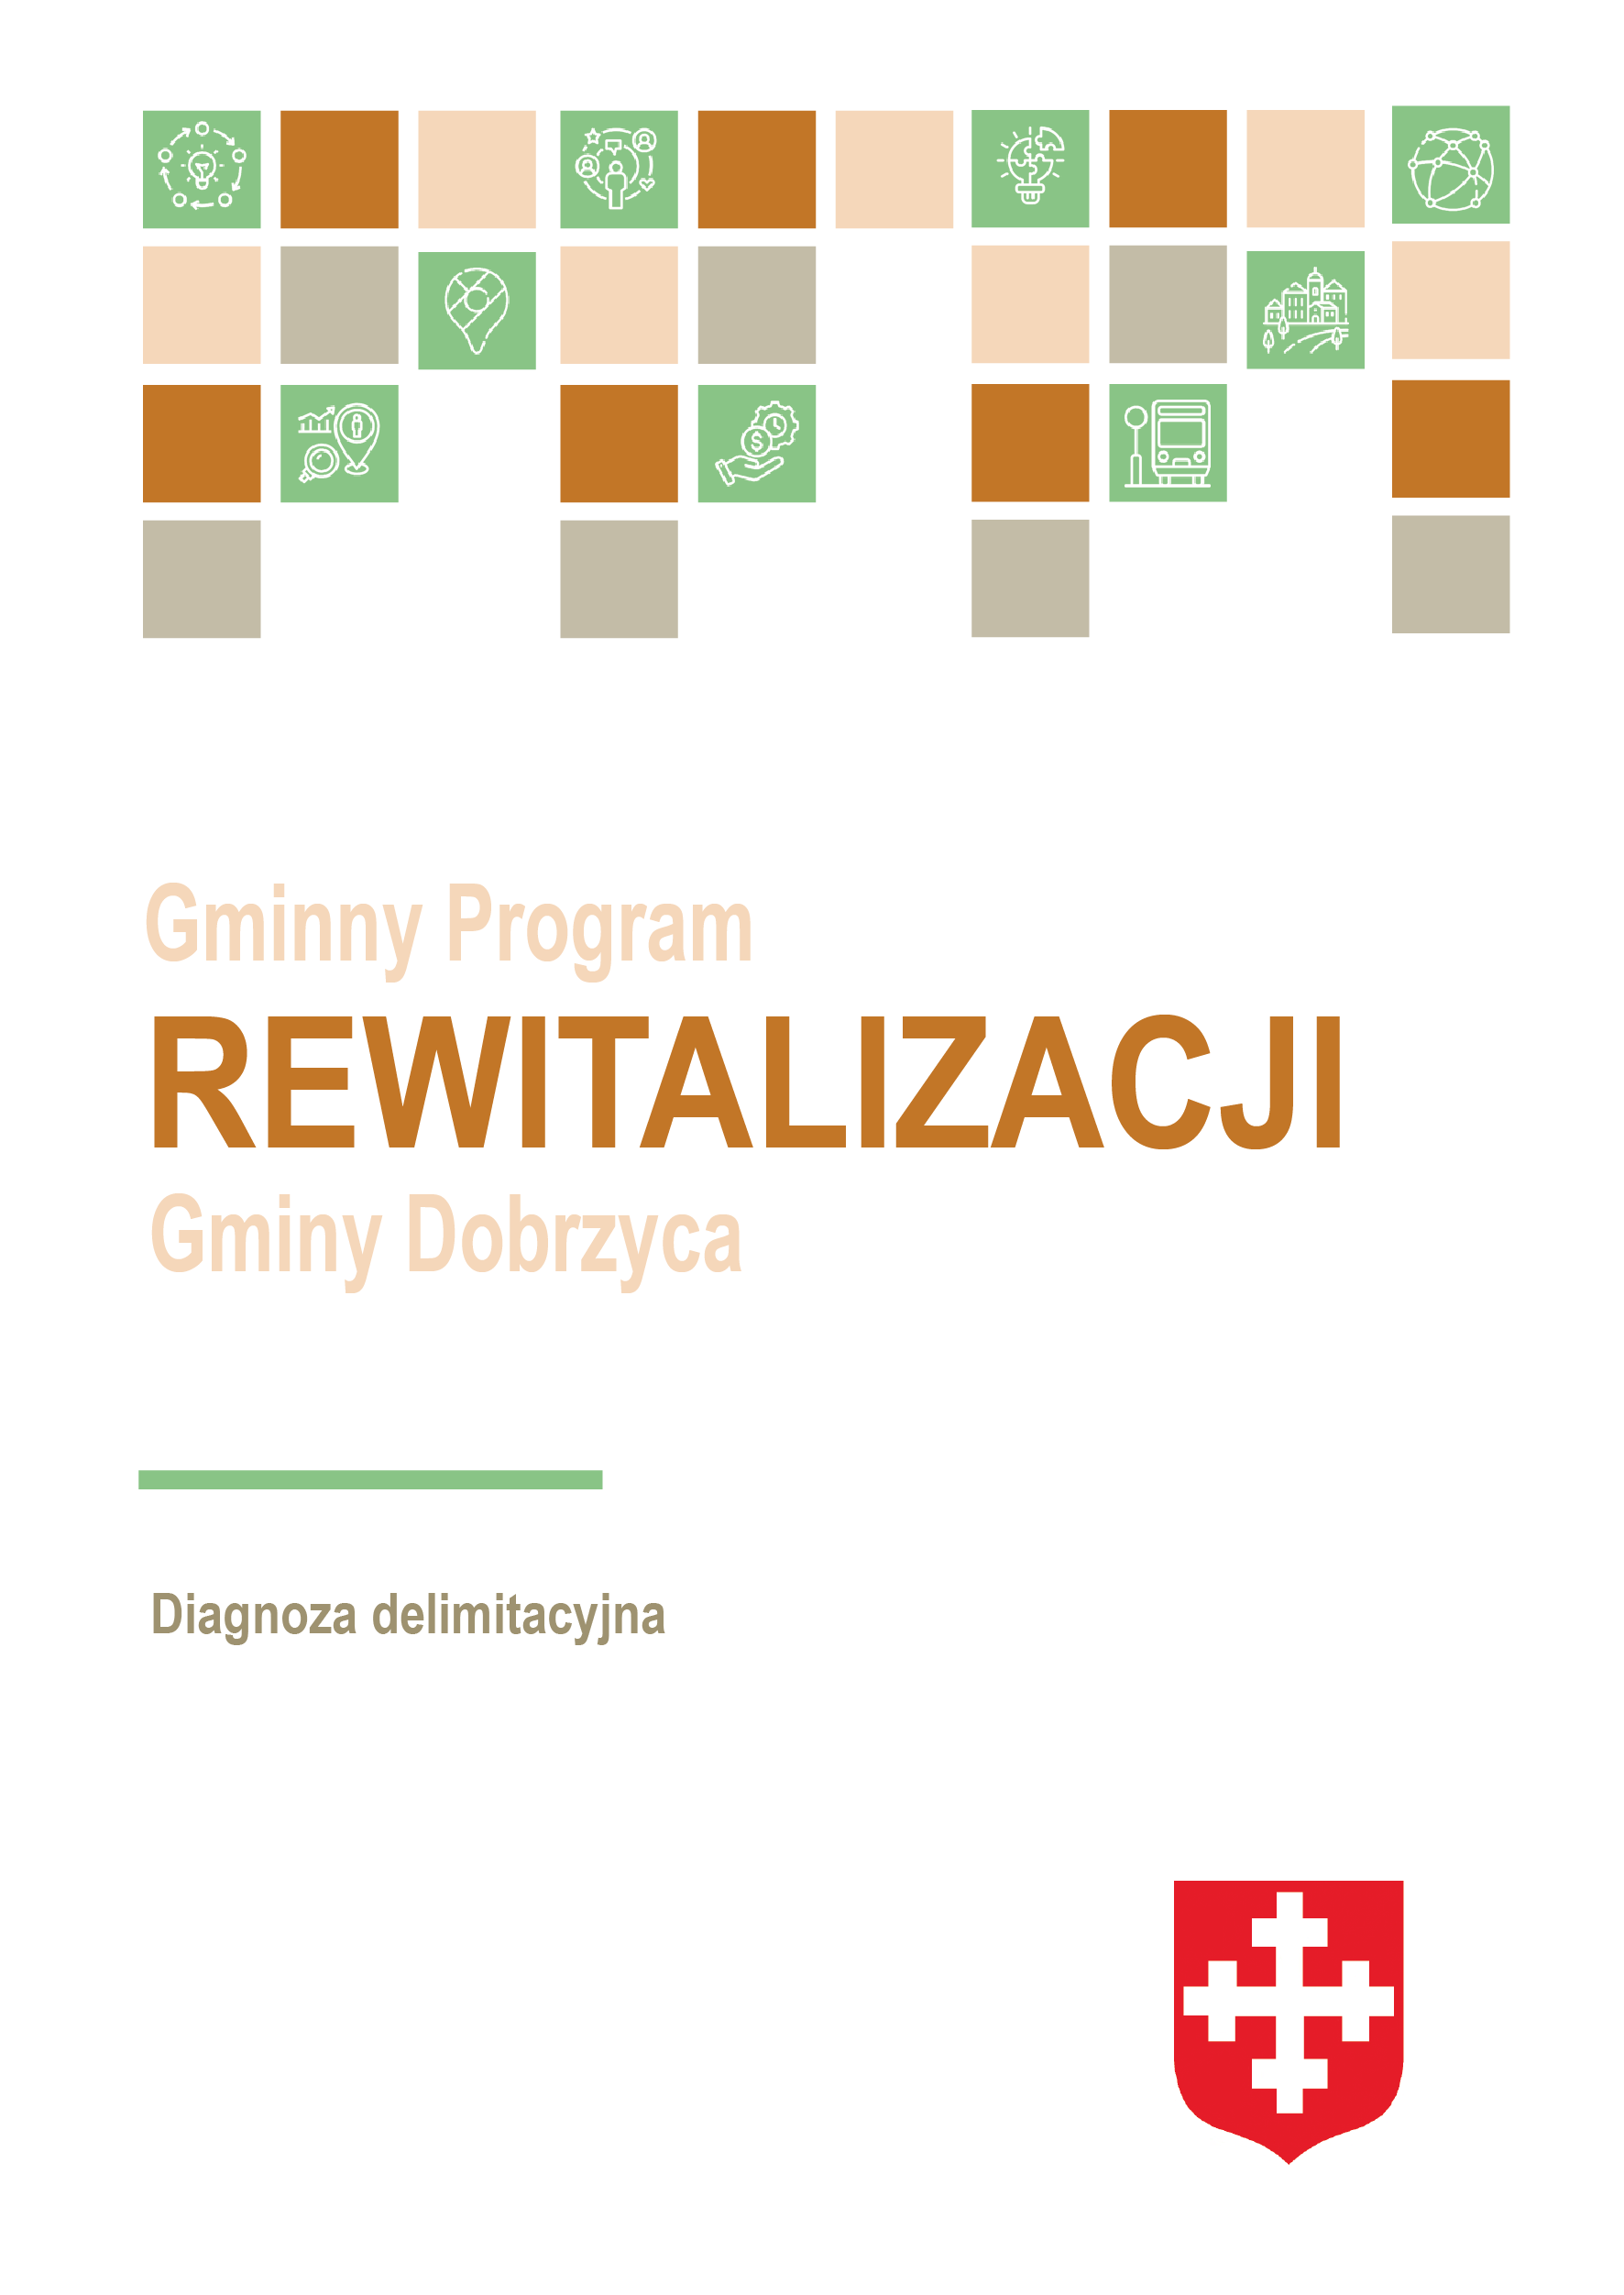 Gminny Program
REWITALIZACJI
Gminy Dobrzyca
Diagnoza delimitacyjna